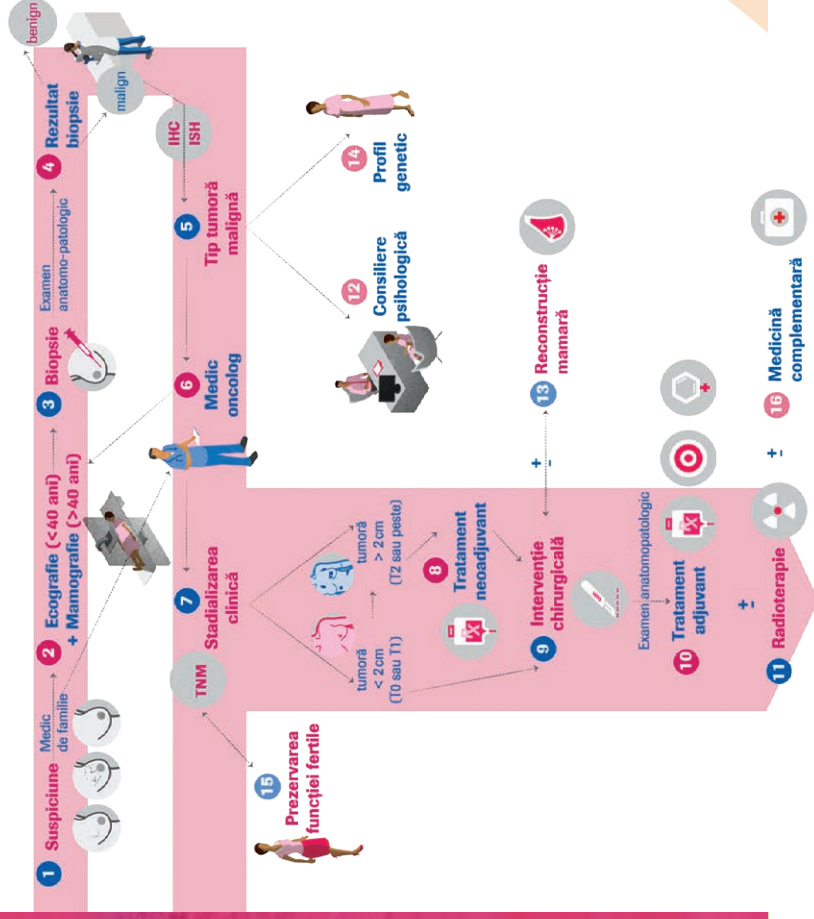 1 Suspiciune
Medic
de familie
2 Ecografie (<40 ani)
+ Mamografie (>40 ani)
3 Biopsie
Examen
anatomo-patologic
4 Rezultat
biopsie
benign
malign
IHC
ISH
5
Tip tumoră
malignă
6
Medic
oncolog
7
Stadializarea
clinică
TNM
15
Prezervarea
funcției fertile
12
Consiliere
psihologică
14
Profil
genetic
tumoră
< 2cm
(T0 sau T1)
tumoră
> 2cm
(T2 sau peste)
8
Tratament
neoadjuvant
9 Intervenție
chirurgicală
+
-
13 Reconstrucție
mamară
Examen anatomopatologic
10 Tratament
adjuvant
+
-
11 Radioterapie
+
-
16 Medicină
complementară